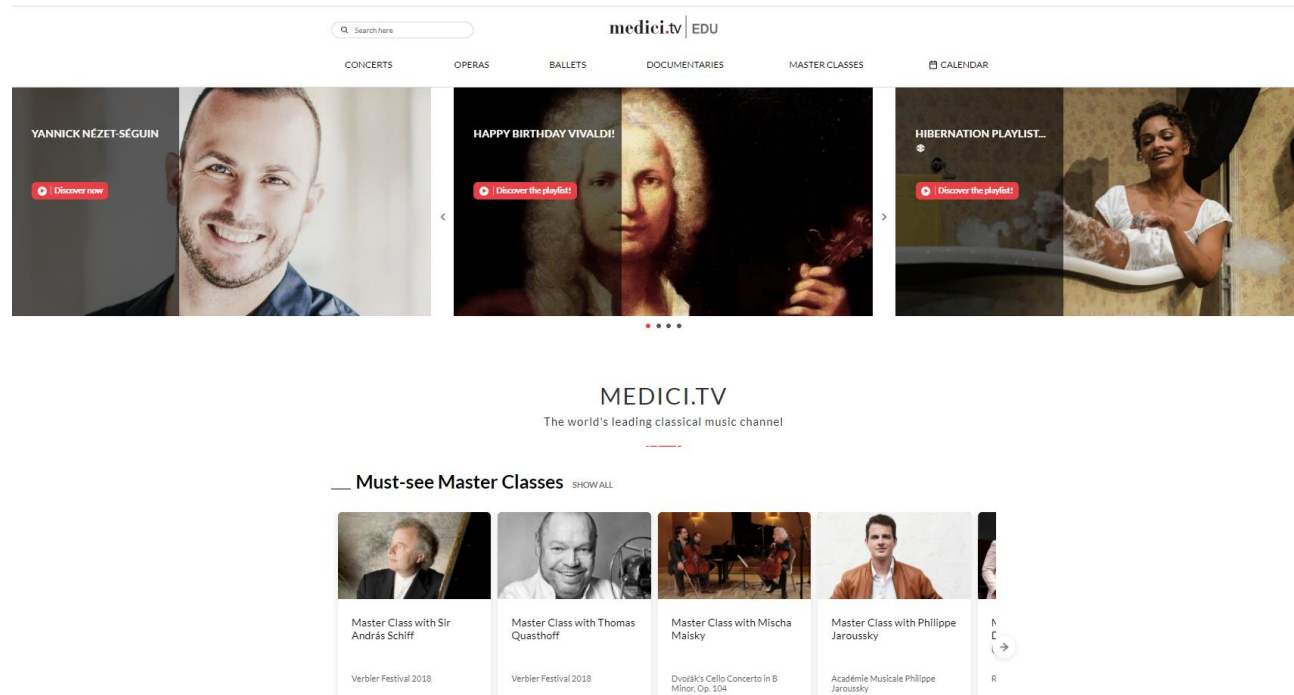 Search here
medici.tv EDU
CONCERTS OPERAS BALLETS DOCUMENTARIES MASTER CLASSES CALENDAR
YANNICK NÉZET-SÉGUIN
Discover now
HAPPY BIRTHDAY VIVALDI!
Discover the playlist!
HIBERNATION PLAYLIST...
Discover the playlist!
MEDICI.TV
The world's leading classical music channel
Must-see Master Classes SHOW ALL
Master Class with Sir
András Schiff
Verbier Festival 2018
Master Class with Thomas
Quasthoff
Verbier Festival 2018
Master Class with Mischa
Maisky
Dvořák's Cello Concerto in B
Minor, Op. 104
Master Class with Philippe
Jaroussky
Académie Musicale Philippe
Jaroussky